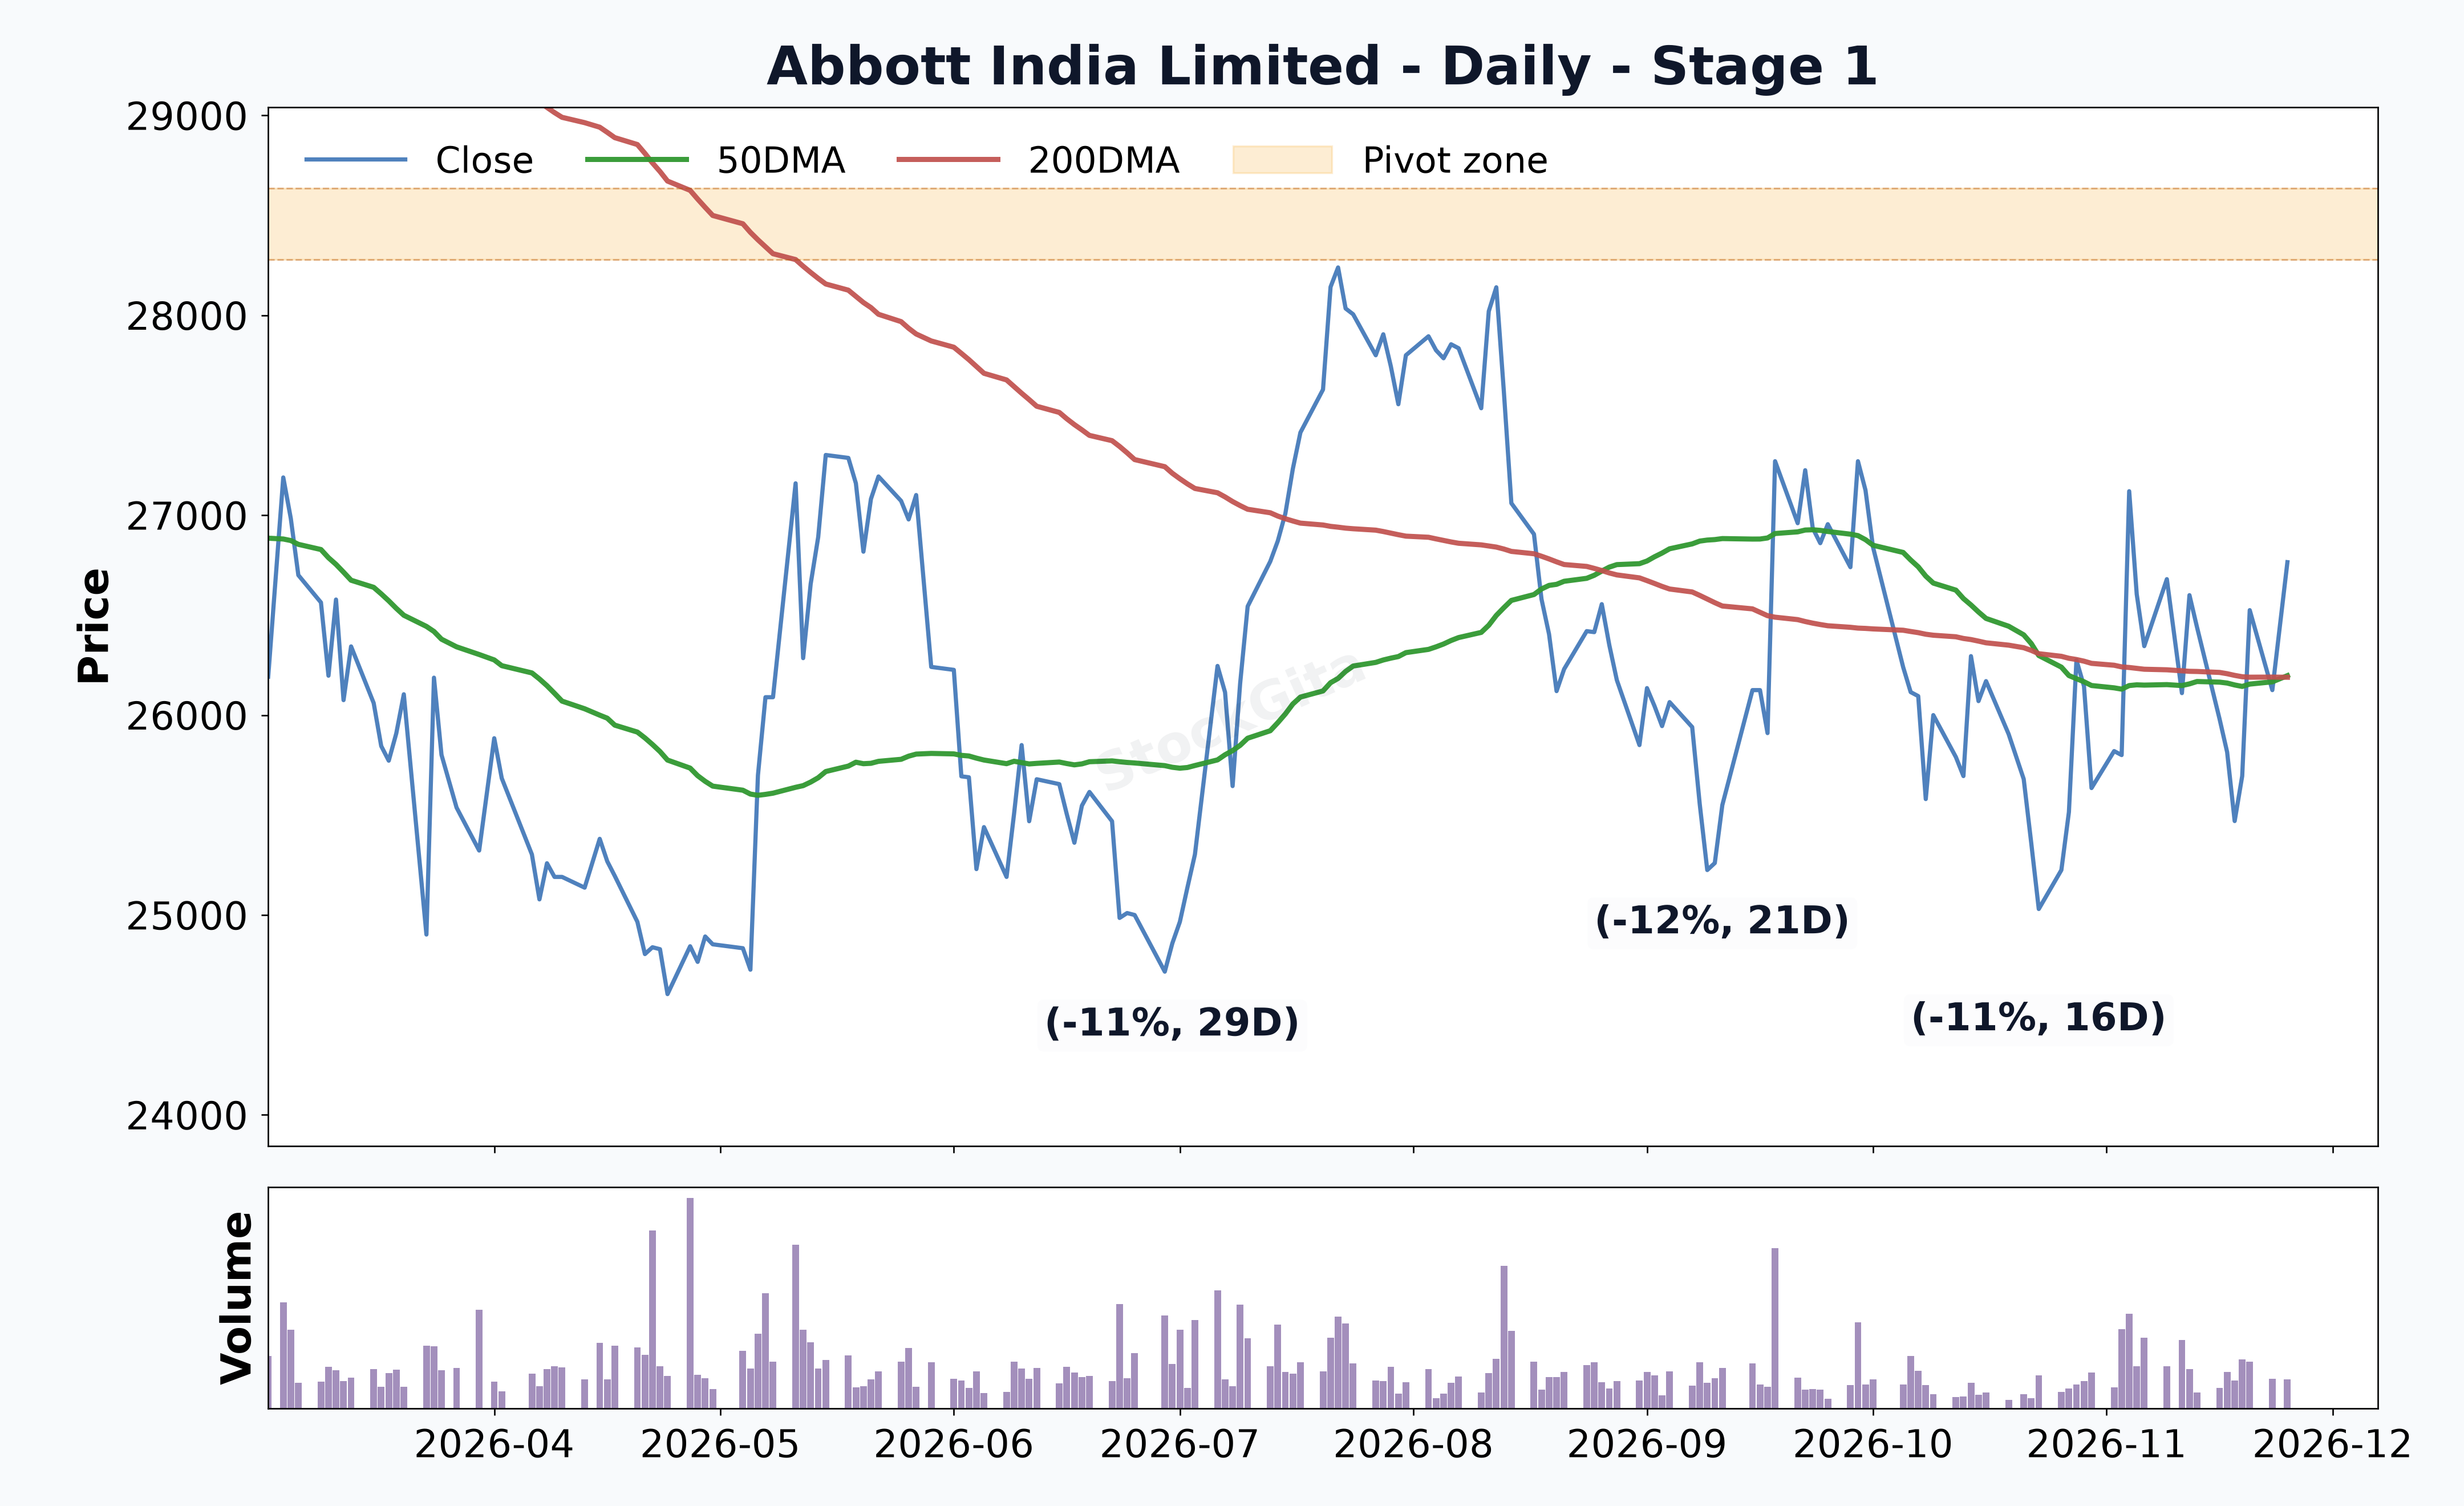 Abbott India Limited - Daily - Stage 1
29000
28000
27000
26000
25000
24000
Price
Close
50DMA
200DMA
Pivot zone
StockGita
(-11%, 29D)
(-12%, 21D)
(-11%, 16D)
Volume
2026-04
2026-05
2026-06
2026-07
2026-08
2026-09
2026-10
2026-11
2026-12